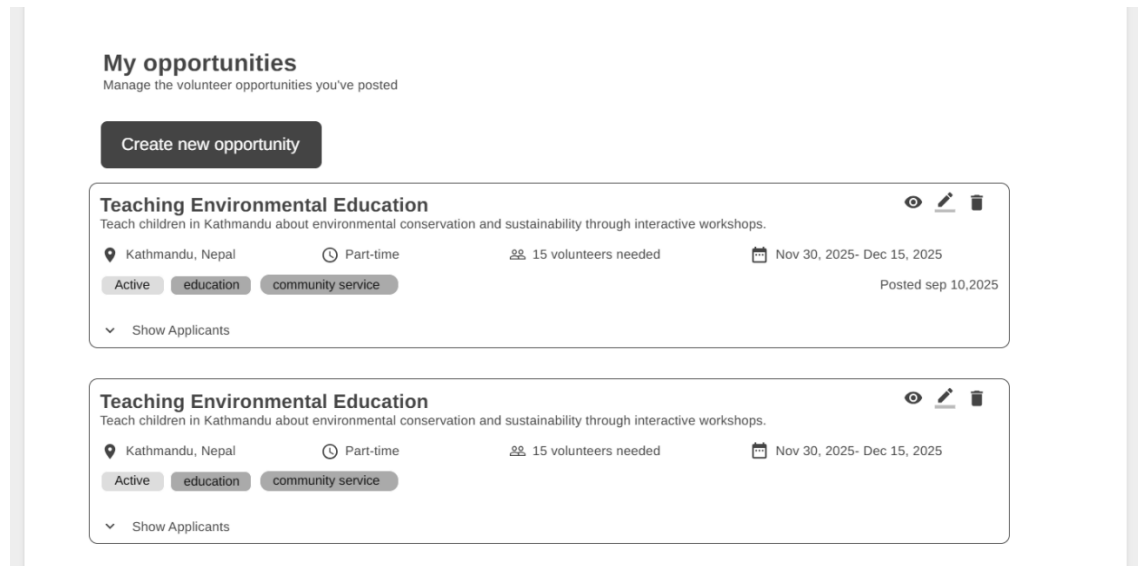 My opportunities
Manage the volunteer opportunities you've posted
Create new opportunity
Teaching Environmental Education
Teach children in Kathmandu about environmental conservation and sustainability through interactive workshops.
Kathmandu, Nepal Part-time 15 volunteers needed Nov 30, 2025- Dec 15, 2025
Active education community service Posted sep 10,2025
Show Applicants
Teaching Environmental Education
Teach children in Kathmandu about environmental conservation and sustainability through interactive workshops.
Kathmandu, Nepal Part-time 15 volunteers needed Nov 30, 2025- Dec 15, 2025
Active education community service
Show Applicants